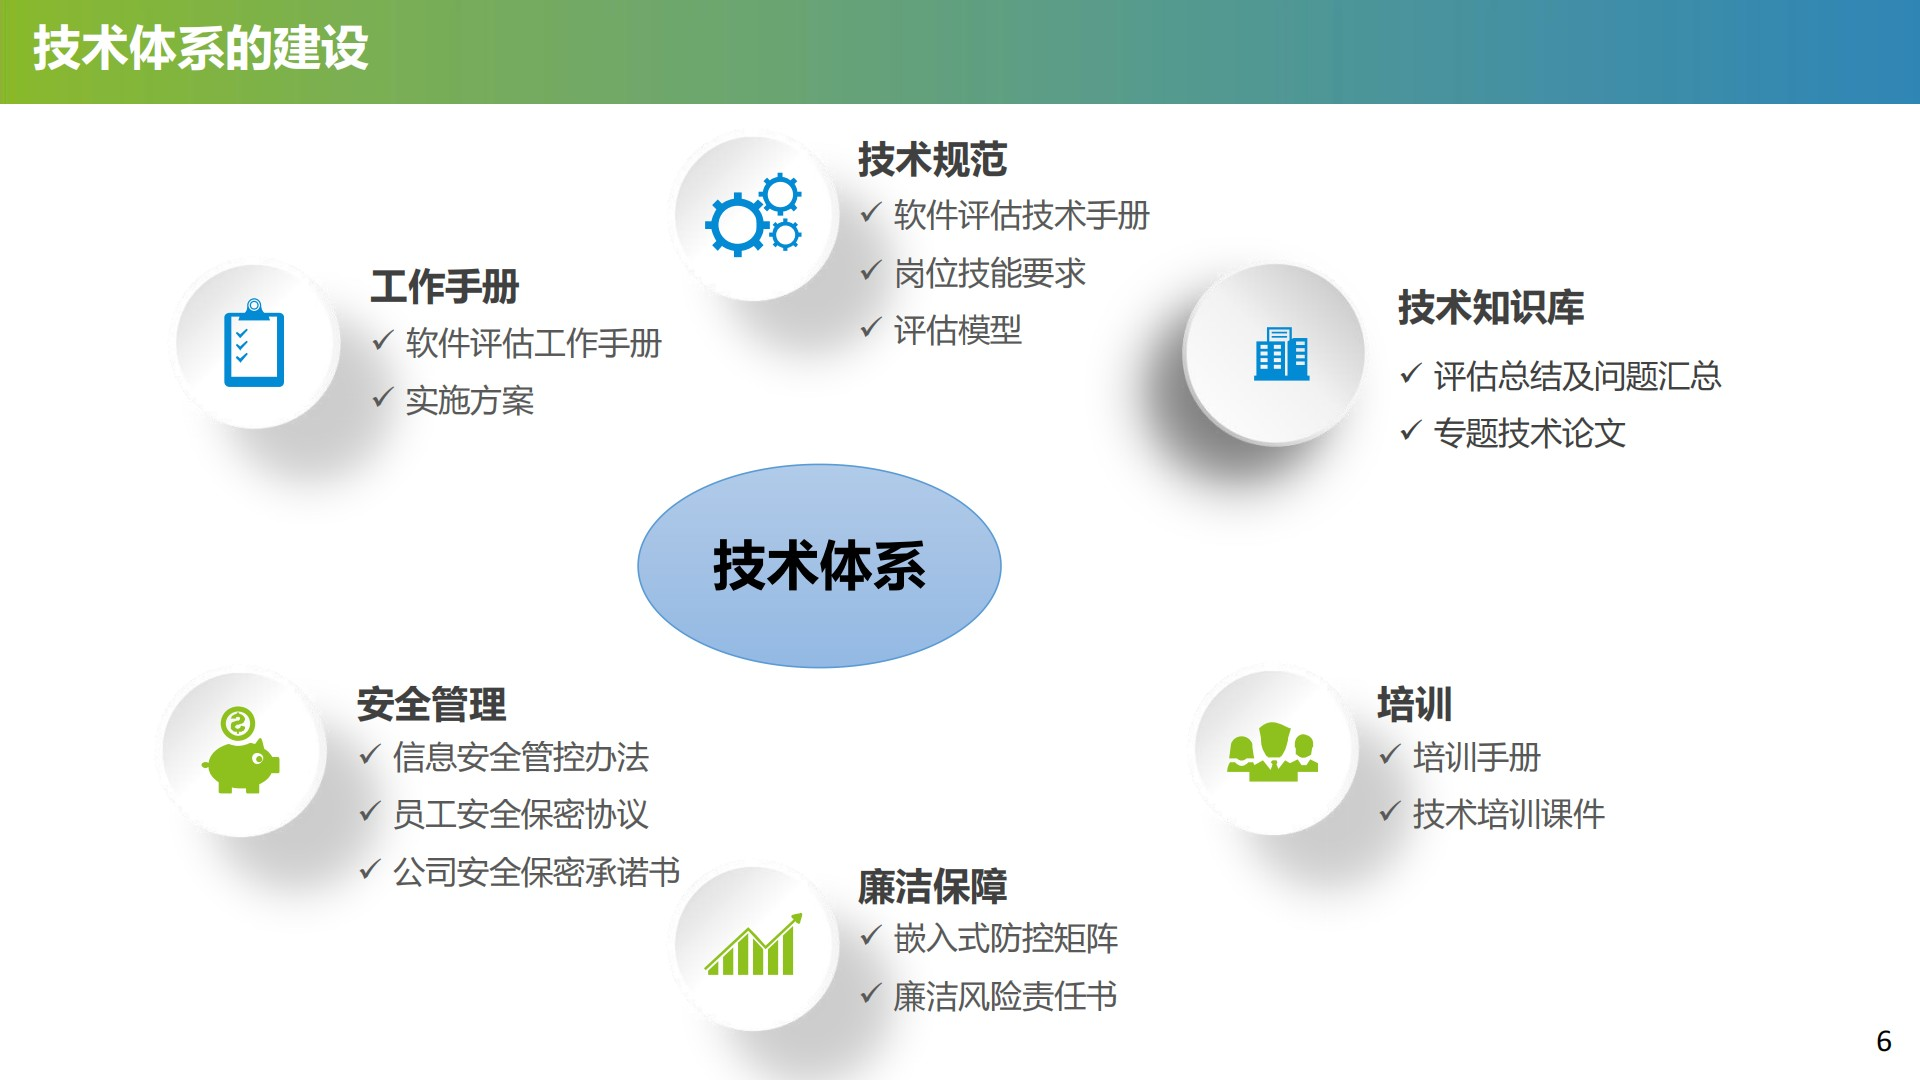 技术体系的建设
技术规范
软件评估技术手册
岗位技能要求
评估模型
工作手册
软件评估工作手册
实施方案
技术知识库
评估总结及问题汇总
专题技术论文
技术体系
安全管理
信息安全管控办法
员工安全保密协议
公司安全保密承诺书
培训
培训手册
技术培训课件
廉洁保障
嵌入式防控矩阵
廉洁风险责任书
6